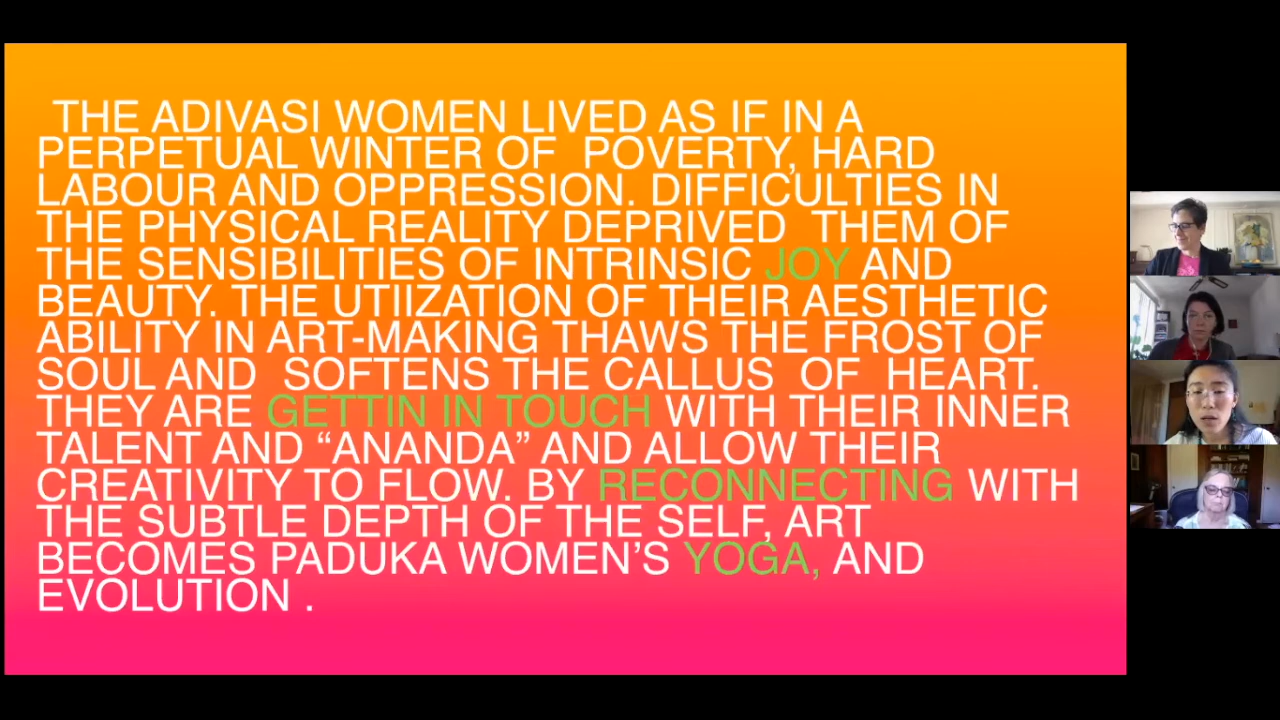 THE ADIVASI WOMEN LIVED AS IF IN A
PERPETUAL WINTER OF POVERTY, HARD
LABOUR AND OPPRESSION. DIFFICULTIES IN
THE PHYSICAL REALITY DEPRIVED THEM OF
THE SENSIBILITIES OF INTRINSIC JOY AND
BEAUTY. THE UTIIZATION OF THEIR AESTHETIC
ABILITY IN ART-MAKING THAWS THE FROST OF
SOUL AND SOFTENS THE CALLUS OF HEART.
THEY ARE GETTIN IN TOUCH WITH THEIR INNER
TALENT AND “ANANDA” AND ALLOW THEIR
CREATIVITY TO FLOW. BY RECONNECTING WITH
THE SUBTLE DEPTH OF THE SELF, ART
BECOMES PADUKA WOMEN’S YOGA, AND
EVOLUTION .